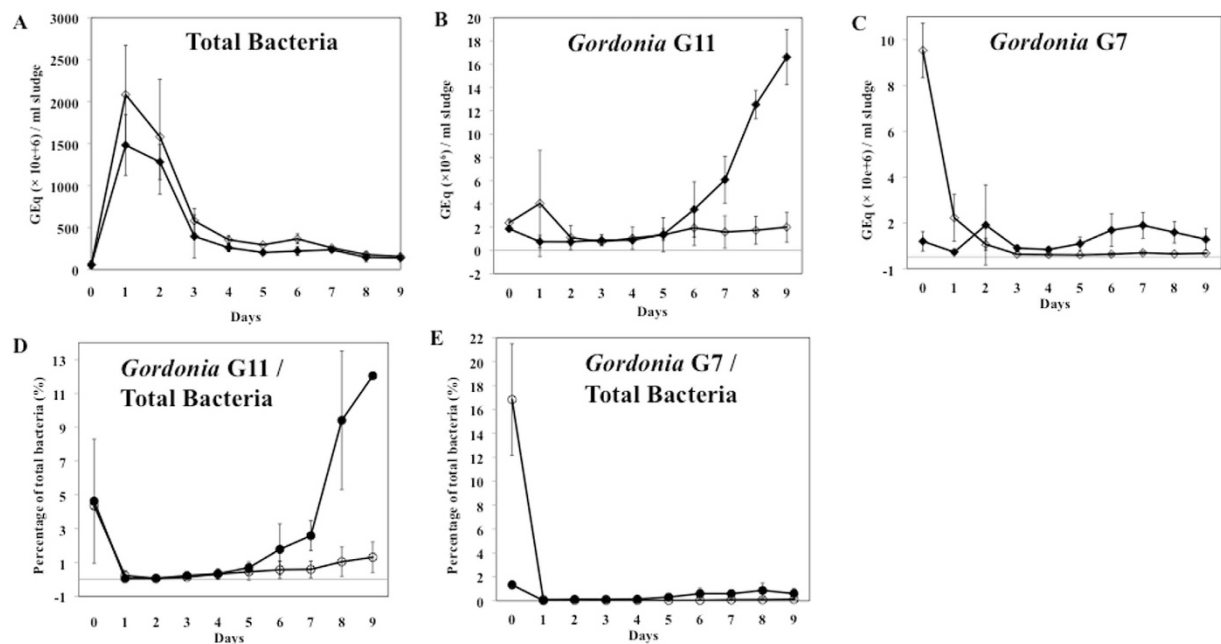 A
Total Bacteria
GEq (× 10e+6) / ml sludge
3000
2500
2000
1500
1000
500
0
0 1 2 3 4 5 6 7 8 9
Days
B
Gordonia G11
GEq (×10⁶) / ml sludge
20
18
16
14
12
10
8
6
4
2
0
-2
0 1 2 3 4 5 6 7 8 9
Days
C
Gordonia G7
GEq (× 10e+6) / ml sludge
10
8
6
4
2
-1
0 1 2 3 4 5 6 7 8 9
Days
D
Gordonia G11 /
Total Bacteria
Percentage of total bacteria (%)
13
11
9
7
5
3
1
-1
0 1 2 3 4 5 6 7 8 9
Days
E
Gordonia G7 /
Total Bacteria
Percentage of total bacteria (%)
22
20
18
16
14
12
10
8
6
4
2
0
0 1 2 3 4 5 6 7 8 9
Days